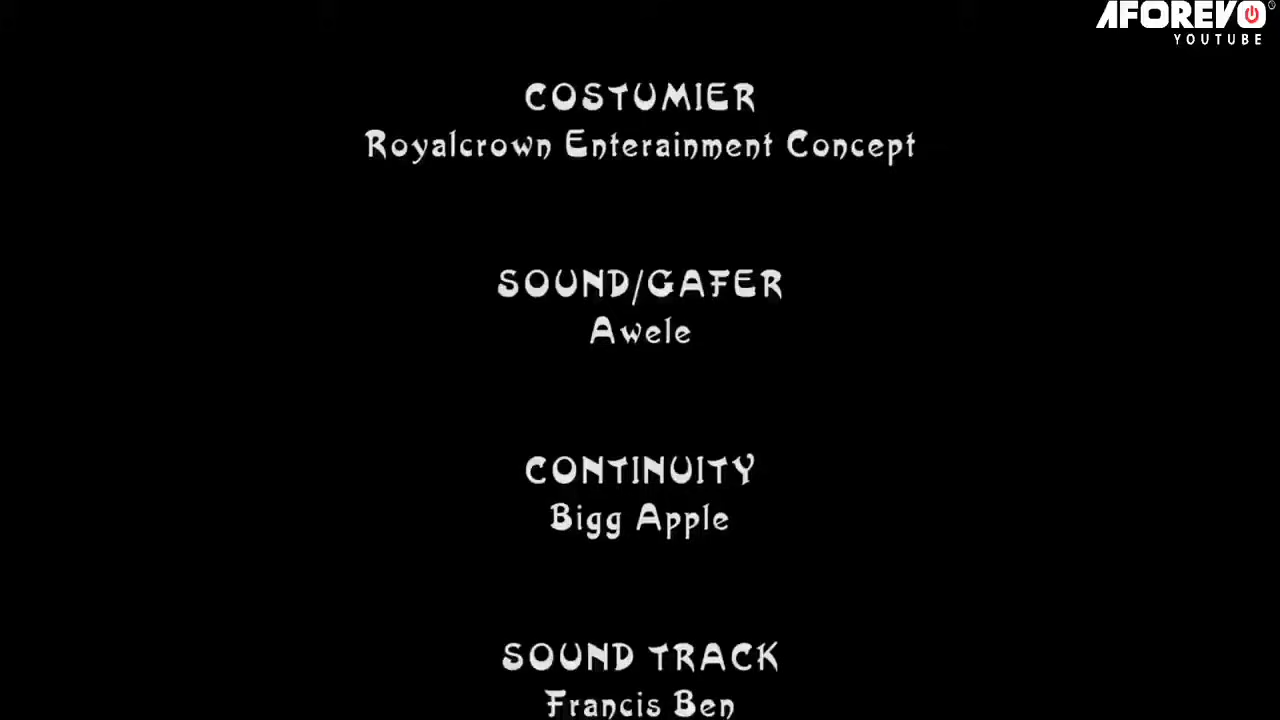 AFOREVO
YOUTUBE
COSTUMIER
Royalcrown Enterainment Concept
SOUND/GAFER
Awele
CONTINUITY
Bigg Apple
SOUND TRACK
Francis Ben